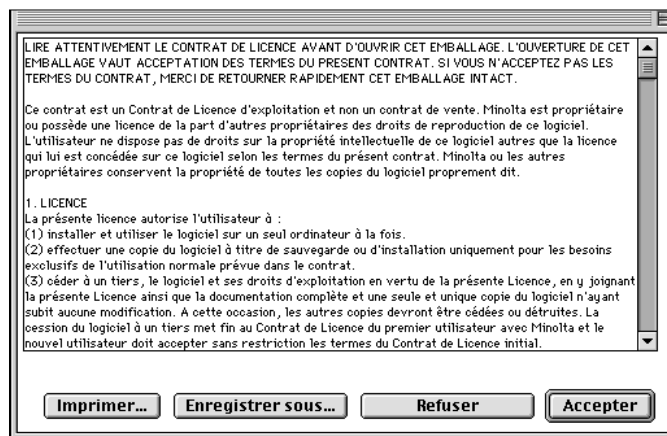 LIRE ATTENTIVEMENT LE CONTRAT DE LICENCE AVANT D'OUVRIR CET EMBALLAGE. L'OUVERTURE DE CET
EMBALLAGE VAUT ACCEPTATION DES TERMES DU PRESENT CONTRAT. SI VOUS N'ACCEPTEZ PAS LES
TERMES DU CONTRAT, MERCI DE RETOURNER RAPIDEMENT CET EMBALLAGE INTACT.
Ce contrat est un Contrat de Licence d'exploitation et non un contrat de vente. Minolta est propriétaire
ou possède une licence de la part d'autres propriétaires des droits de reproduction de ce logiciel.
L'utilisateur ne dispose pas de droits sur la propriété intellectuelle de ce logiciel autres que la licence
qui lui est concédée sur ce logiciel selon les termes du présent contrat. Minolta ou les autres
propriétaires conservent la propriété de toutes les copies du logiciel proprement dit.
1. LICENCE
La présente licence autorise l'utilisateur à :
(1) installer et utiliser le logiciel sur un seul ordinateur à la fois.
(2) effectuer une copie du logiciel à titre de sauvegarde ou d'installation uniquement pour les besoins
exclusifs de l'utilisation normale prévue dans le contrat.
(3) céder à un tiers, le logiciel et ses droits d'exploitation en vertu de la présente Licence, en y joignant
la présente Licence ainsi que la documentation complète et une seule et unique copie du logiciel n'ayant
subit aucune modification. A cette occasion, les autres copies devront être cédées ou détruites. La
cession du logiciel à un tiers met fin au Contrat de Licence du premier utilisateur avec Minolta et le
nouvel utilisateur doit accepter sans restriction les termes du Contrat de Licence initial.
Imprimer... Enregistrer sous... Refuser Accepter